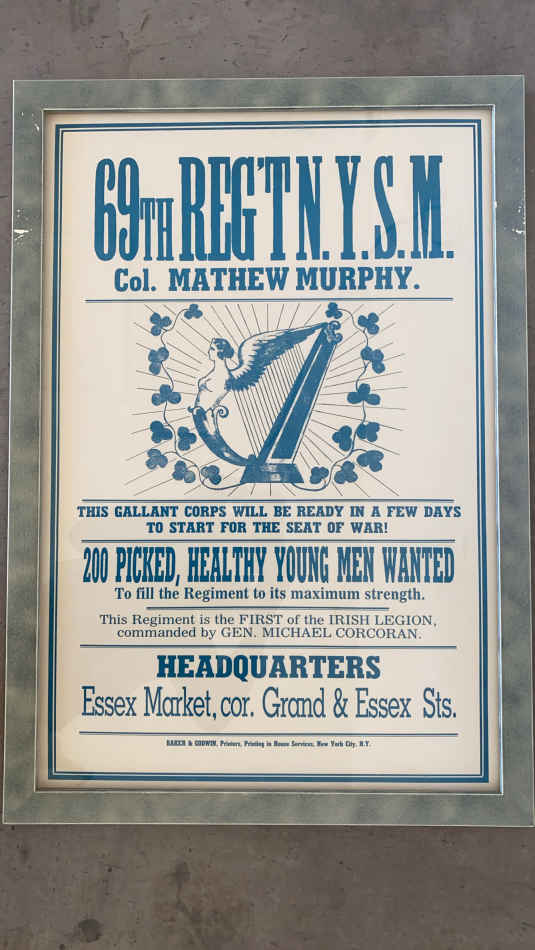 69TH REG'T N.Y.S.M.
Col. MATHEW MURPHY.
THIS GALLANT CORPS WILL BE READY IN A FEW DAYS
TO START FOR THE SEAT OF WAR!
200 PICKED, HEALTHY YOUNG MEN WANTED
To fill the Regiment to its maximum strength.
This Regiment is the FIRST of the IRISH LEGION,
commanded by GEN. MICHAEL CORCORAN.
HEADQUARTERS
Essex Market, cor. Grand & Essex Sts.
BAKER & GODWIN, Printers, Printing in House Services, New York City, N.Y.